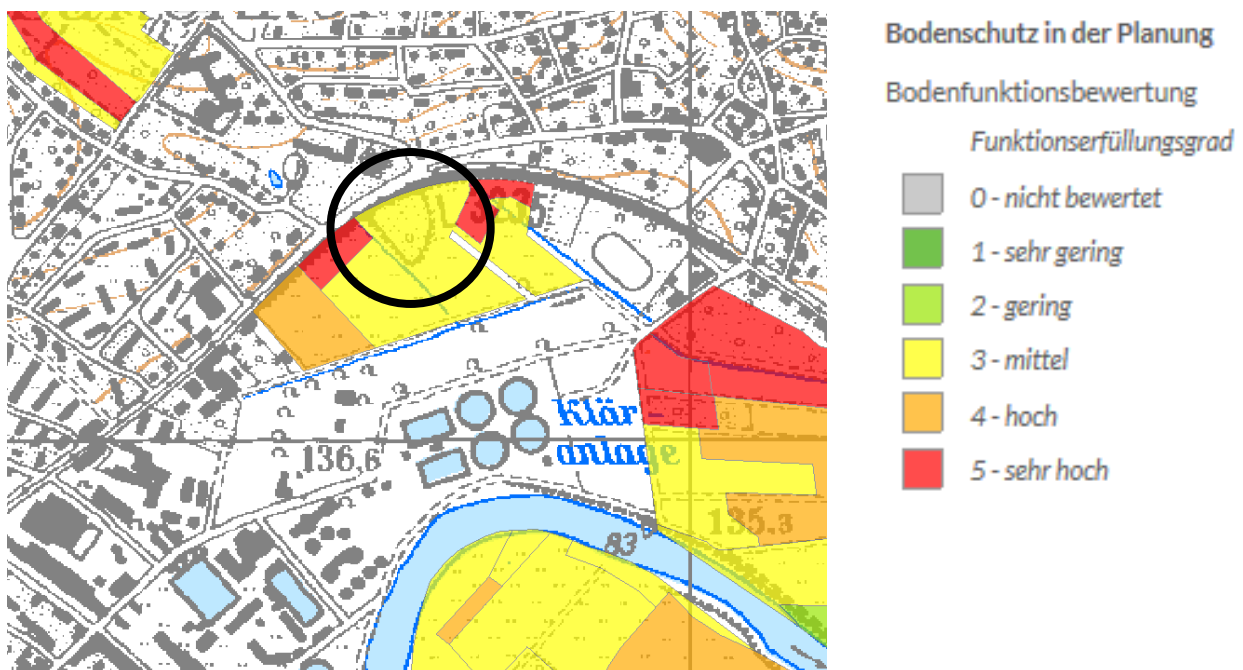 Bodenschutz in der Planung
Bodenfunktionsbewertung
Funktionserfüllungsgrad
0 - nicht bewertet
1 - sehr gering
2 - gering
3 - mittel
4 - hoch
5 - sehr hoch
Klär-
anlage
136,6
135,3
83